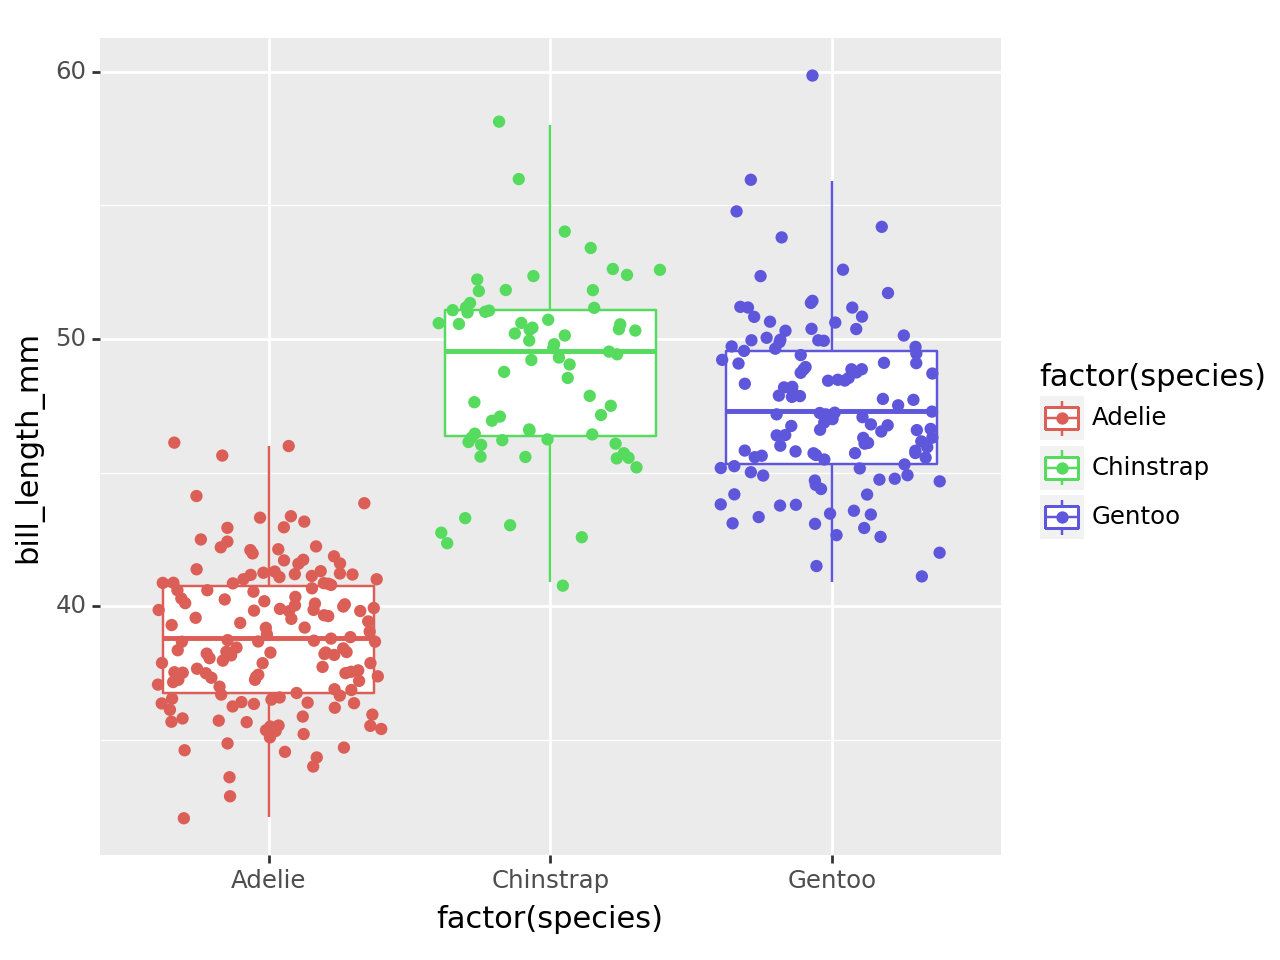 60
50
40
bill_length_mm
Adelie
Chinstrap
Gentoo
factor(species)
factor(species)
Adelie
Chinstrap
Gentoo